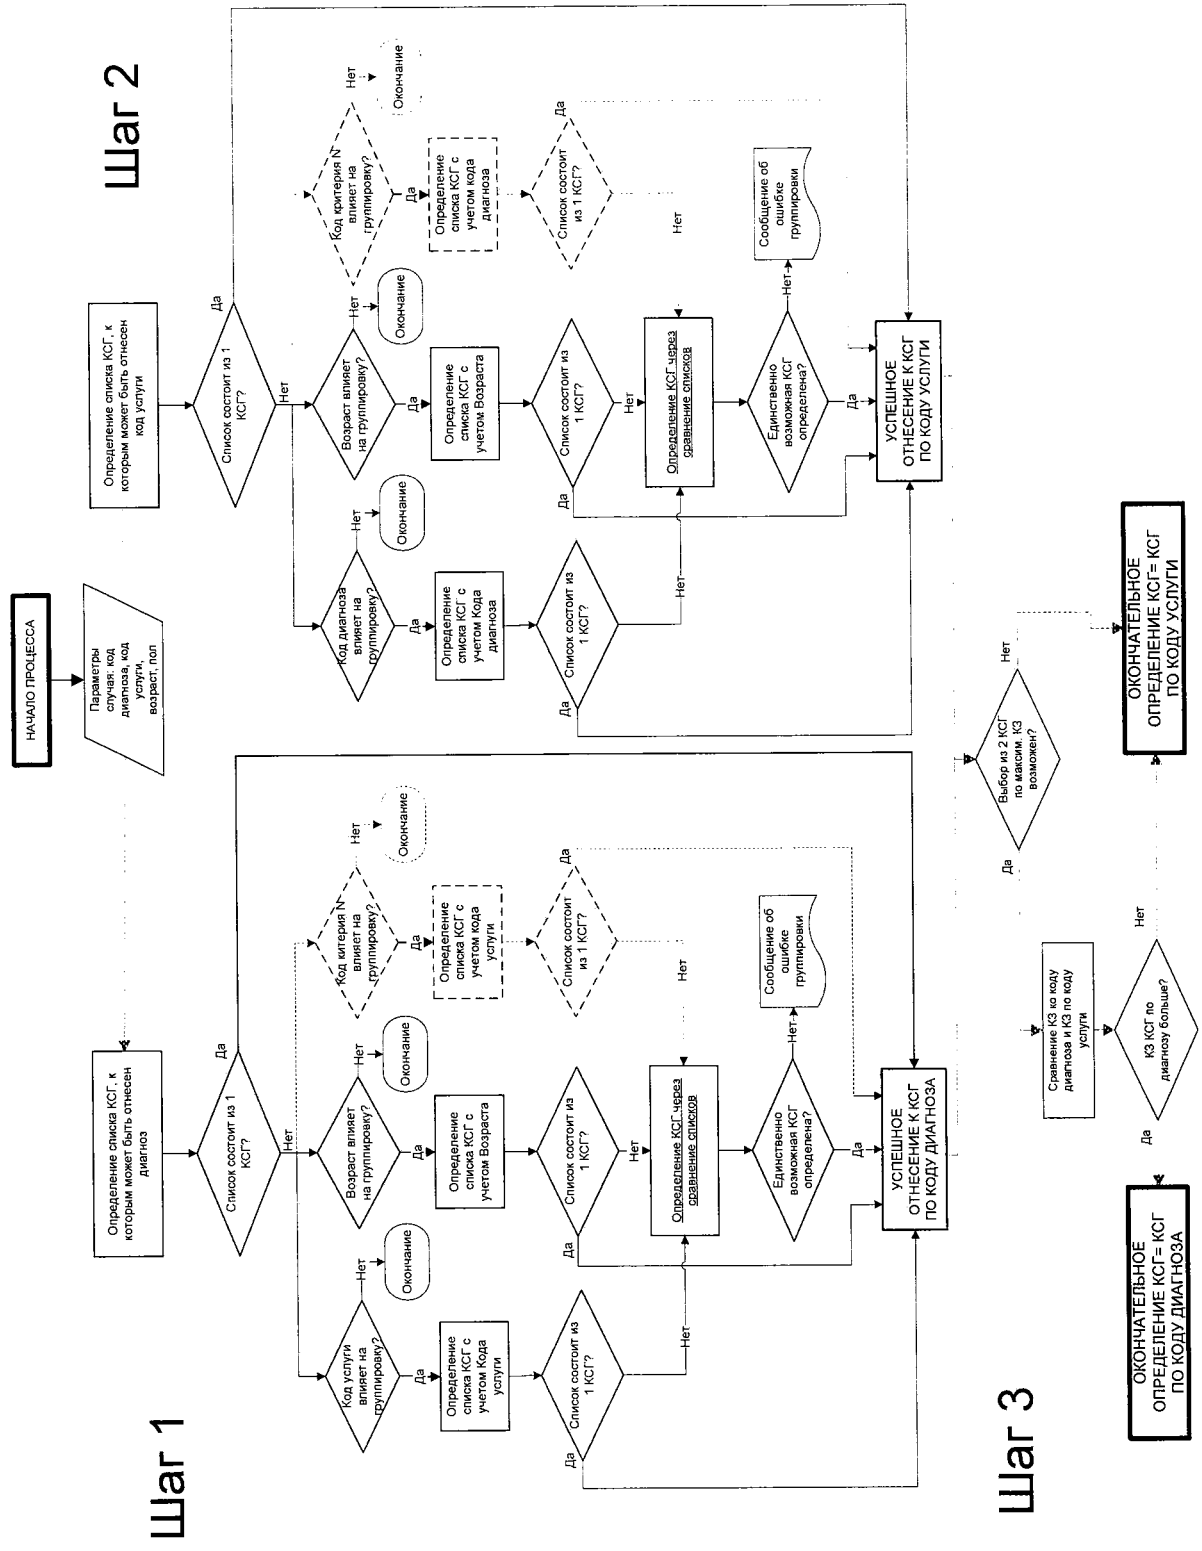 НАЧАЛО ПРОЦЕССА
Параметры
случая: код
диагноза, код
услуги,
возраст, пол
Шаг 1
Определение списка КСГ, к
которым может быть отнесен
диагноз
Список состоит из 1
КСГ?
Да
Нет
Код услуги
влияет на
группировку?
Нет
Окончание
Да
Определение
списка КСГ с
учетом Кода
услуги
Список состоит из
1 КСГ?
Да
Нет
Возраст влияет
на группировку?
Нет
Окончание
Да
Определение
списка КСГ с
учетом Возраста
Список состоит из
1 КСГ?
Да
Нет
Код китерия N
влияет на
группировку?
Нет
Окончание
Да
Определение
списка КСГ с
учетом кода
услуги
Список состоит
из 1 КСГ?
Да
Нет
Определение КСГ через
сравнение списков
Единственно
возможная КСГ
определена?
Нет
Сообщение об
ошибке
группировки
Да
УСПЕШНОЕ
ОТНЕСЕНИЕ К КСГ
ПО КОДУ ДИАГНОЗА
Шаг 2
Определение списка КСГ, к
которым может быть отнесен
код услуги
Список состоит из 1
КСГ?
Да
Нет
Код диагноза
влияет на
группировку?
Нет
Окончание
Да
Определение
списка КСГ с
учетом Кода
диагноза
Список состоит из
1 КСГ?
Да
Нет
Возраст влияет
на группировку?
Нет
Окончание
Да
Определение
списка КСГ с
учетом Возраста
Список состоит из
1 КСГ?
Да
Нет
Код критерия N
влияет на
группировку?
Нет
Окончание
Да
Определение
списка КСГ с
учетом кода
диагноза
Список состоит
из 1 КСГ?
Да
Нет
Определение КСГ через
сравнение списков
Единственно
возможная КСГ
определена?
Нет
Сообщение об
ошибке
группировки
Да
УСПЕШНОЕ
ОТНЕСЕНИЕ К КСГ
ПО КОДУ УСЛУГИ
Шаг 3
Выбор из 2 КСГ
по максим. КЗ
возможен?
Да
Нет
Сравнение КЗ ко коду
диагноза и КЗ по коду
услуги
КЗ КСГ по
диагнозу больше?
Да
Нет
ОКОНЧАТЕЛЬНОЕ
ОПРЕДЕЛЕНИЕ КСГ= КСГ
ПО КОДУ ДИАГНОЗА
ОКОНЧАТЕЛЬНОЕ
ОПРЕДЕЛЕНИЕ КСГ= КСГ
ПО КОДУ УСЛУГИ